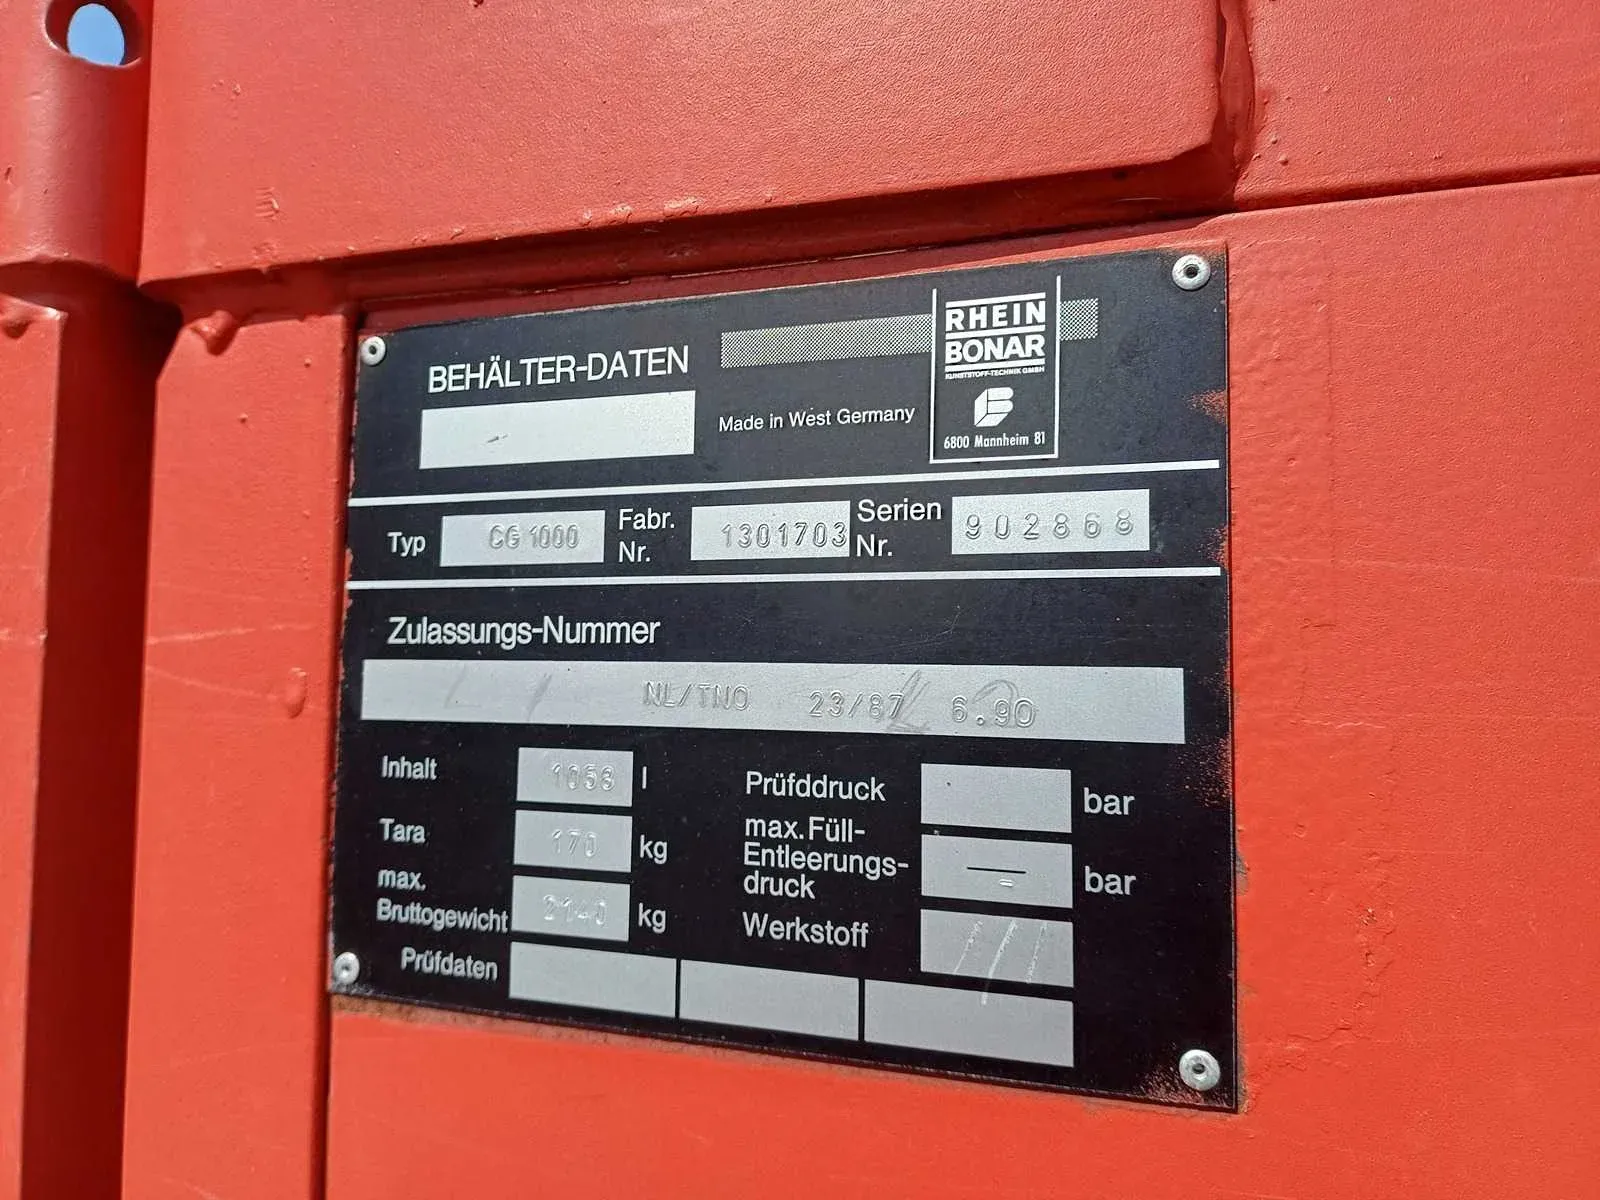 BEHÄLTER-DATEN
Made in West Germany
RHEIN
BONAR
KUNSTSTOFF-TECHNIK GMBH
B
6800 Mannheim 81
Typ CG 1000 Fabr. Nr. 1301703 Serien Nr. 902868
Zulassungs-Nummer
NL/TNO 23/87 6.90
Inhalt 1053 l
Tara 170 kg
max. Bruttogewicht 2140 kg
Prüfdaten
Prüfddruck bar
max. Füll-
Entleerungs-
druck — bar
Werkstoff